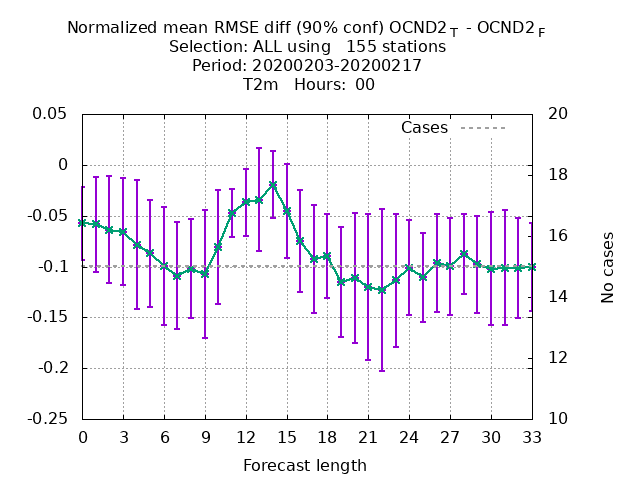 Normalized mean RMSE diff (90% conf) OCND2 T - OCND2 F
Selection: ALL using 155 stations
Period: 20200203-20200217
T2m Hours: 00
0.05 20
Cases
0 18
-0.05 16
-0.1
No cases
-0.15 14
-0.2 12
-0.25 10
0 3 6 9 12 15 18 21 24 27 30 33
Forecast length